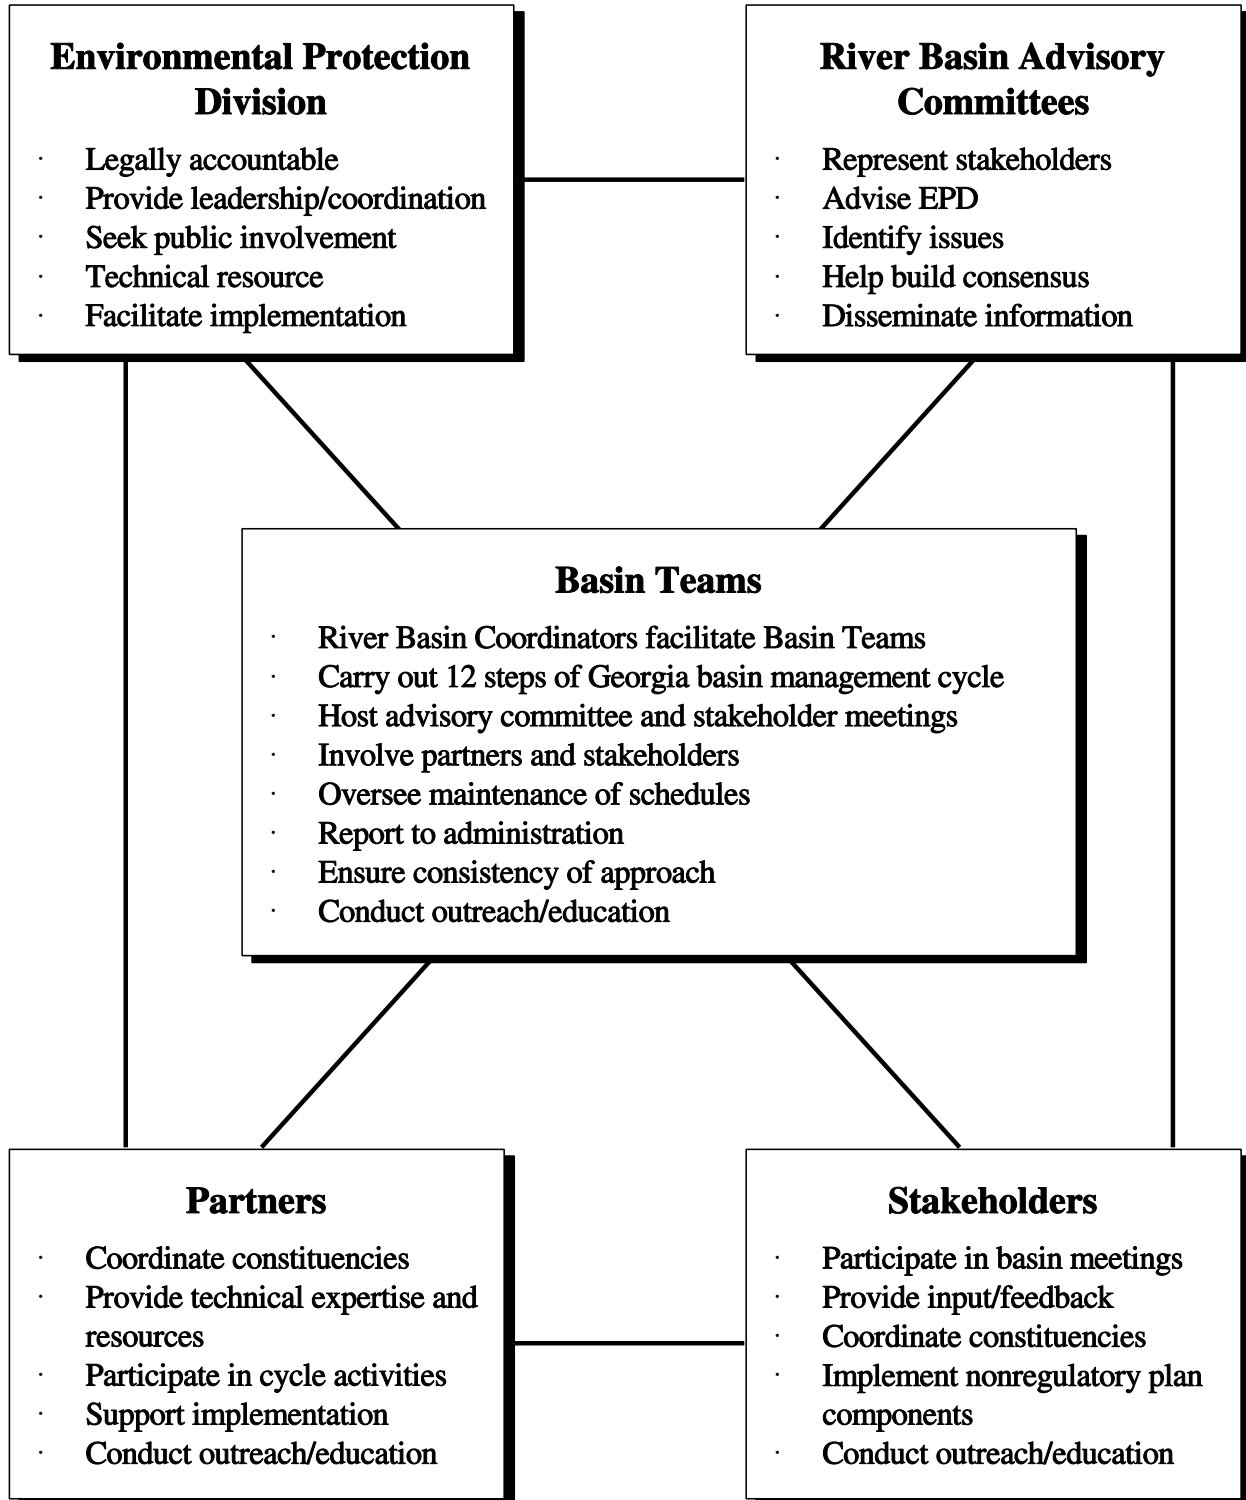 Environmental Protection
Division
· Legally accountable
· Provide leadership/coordination
· Seek public involvement
· Technical resource
· Facilitate implementation
River Basin Advisory
Committees
· Represent stakeholders
· Advise EPD
· Identify issues
· Help build consensus
· Disseminate information
Basin Teams
· River Basin Coordinators facilitate Basin Teams
· Carry out 12 steps of Georgia basin management cycle
· Host advisory committee and stakeholder meetings
· Involve partners and stakeholders
· Oversee maintenance of schedules
· Report to administration
· Ensure consistency of approach
· Conduct outreach/education
Partners
· Coordinate constituencies
· Provide technical expertise and
resources
· Participate in cycle activities
· Support implementation
· Conduct outreach/education
Stakeholders
· Participate in basin meetings
· Provide input/feedback
· Coordinate constituencies
· Implement nonregulatory plan
components
· Conduct outreach/education